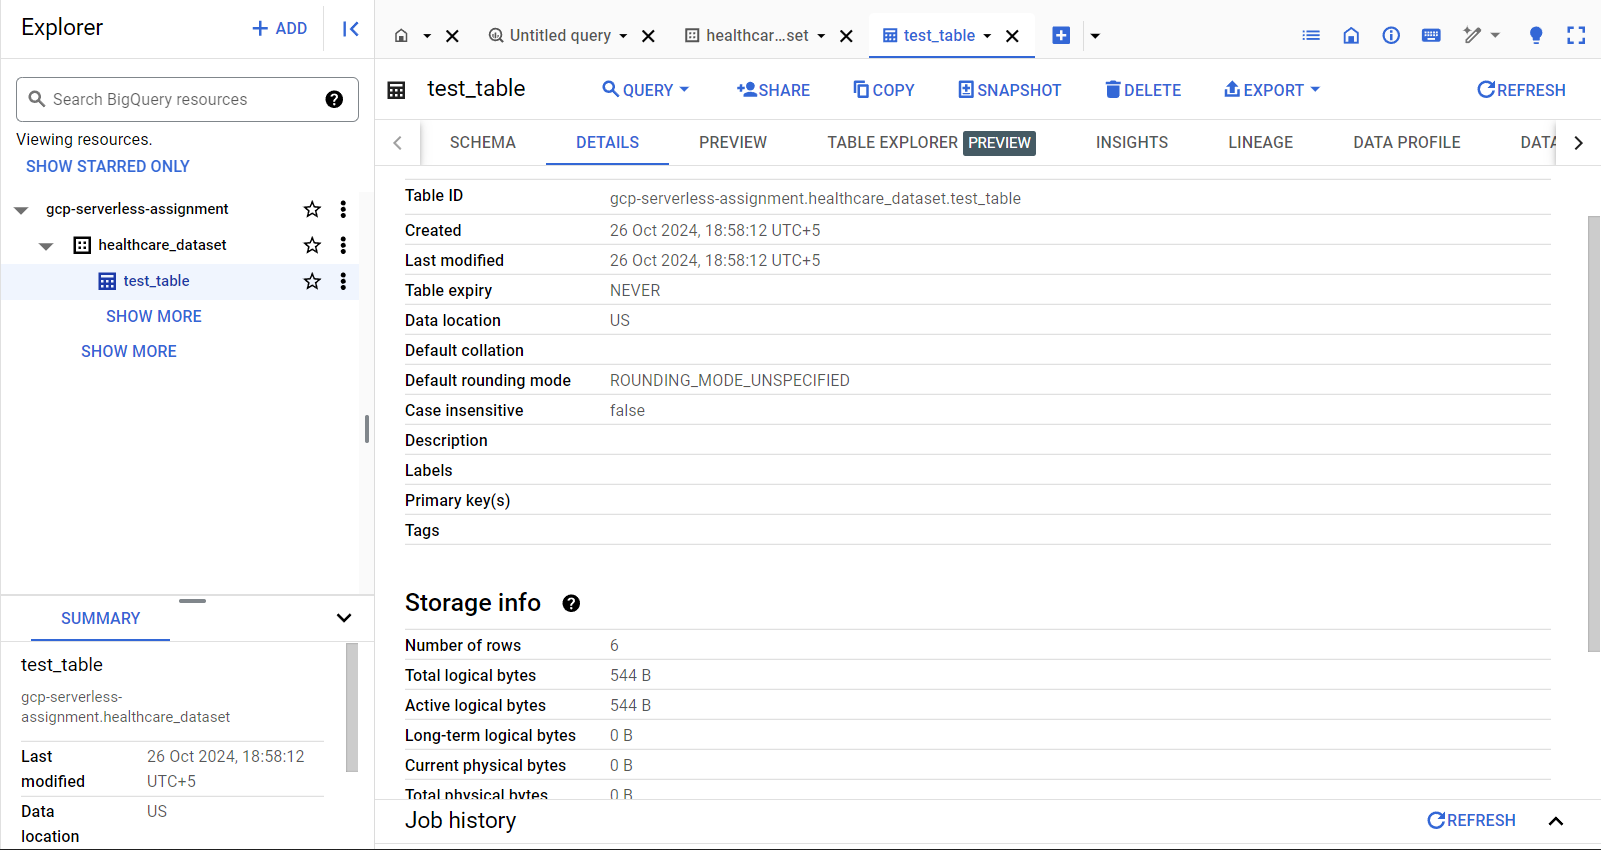 Explorer
+ ADD
Search BigQuery resources
Viewing resources.
SHOW STARRED ONLY
gcp-serverless-assignment
healthcare_dataset
test_table
SHOW MORE
SHOW MORE
SUMMARY
test_table
gcp-serverless-
assignment.healthcare_dataset
Last modified 26 Oct 2024, 18:58:12 UTC+5
Data location US
Untitled query
healthcar...set
test_table
test_table
QUERY
SHARE
COPY
SNAPSHOT
DELETE
EXPORT
REFRESH
SCHEMA
DETAILS
PREVIEW
TABLE EXPLORER PREVIEW
INSIGHTS
LINEAGE
DATA PROFILE
DATA
Table ID gcp-serverless-assignment.healthcare_dataset.test_table
Created 26 Oct 2024, 18:58:12 UTC+5
Last modified 26 Oct 2024, 18:58:12 UTC+5
Table expiry NEVER
Data location US
Default collation
Default rounding mode ROUNDING_MODE_UNSPECIFIED
Case insensitive false
Description
Labels
Primary key(s)
Tags
Storage info
Number of rows 6
Total logical bytes 544 B
Active logical bytes 544 B
Long-term logical bytes 0 B
Current physical bytes 0 B
Total physical bytes 0 B
Job history
REFRESH